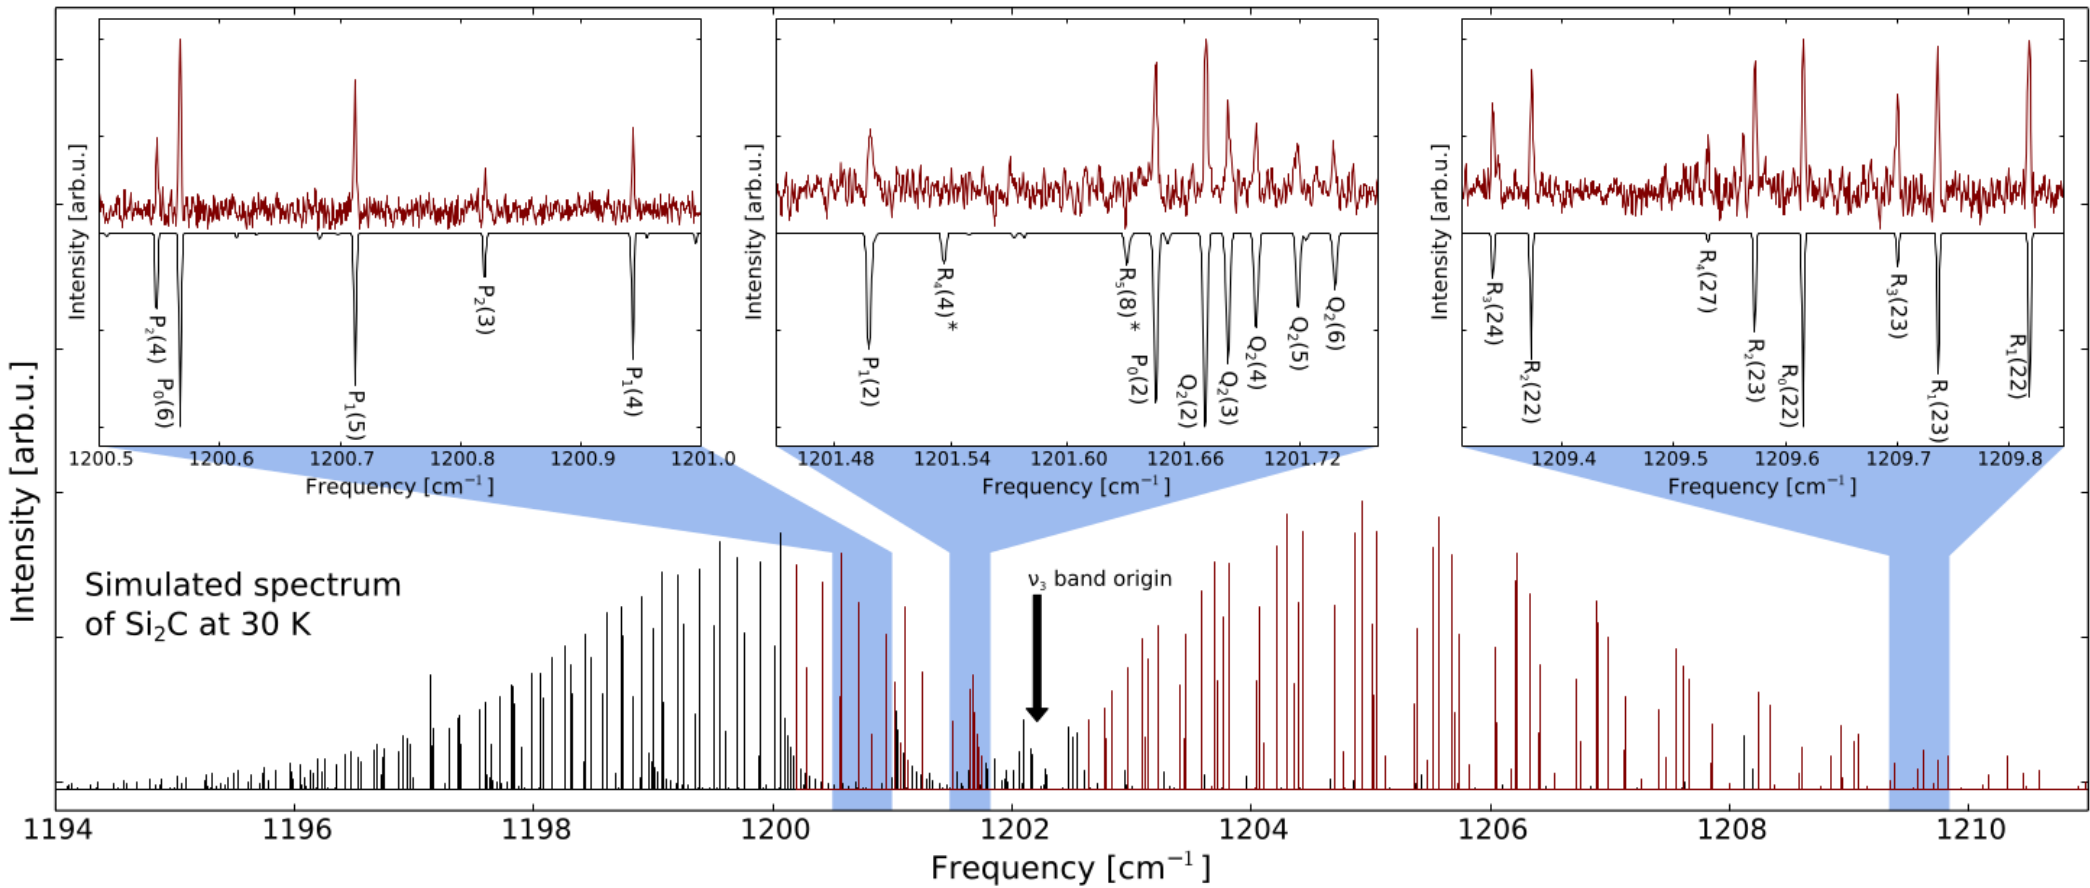 Intensity [arb.u.]
P₂(4)
P₀(6)
P₁(5)
P₂(3)
P₁(4)
1200.5 1200.6 1200.7 1200.8 1200.9 1201.0
Frequency [cm⁻¹]
Intensity [arb.u.]
P₁(2)
R₄(4)*
R₅(8)*
P₀(2)
Q₂(2)
Q₂(3)
Q₂(4)
Q₂(5)
Q₂(6)
1201.48 1201.54 1201.60 1201.66 1201.72
Frequency [cm⁻¹]
Intensity [arb.u.]
R₃(24)
R₂(22)
R₄(27)
R₂(23)
R₀(22)
R₃(23)
R₁(23)
R₁(22)
1209.4 1209.5 1209.6 1209.7 1209.8
Frequency [cm⁻¹]
Intensity [arb.u.]
Simulated spectrum
of Si₂C at 30 K
ν₃ band origin
1194 1196 1198 1200 1202 1204 1206 1208 1210
Frequency [cm⁻¹]